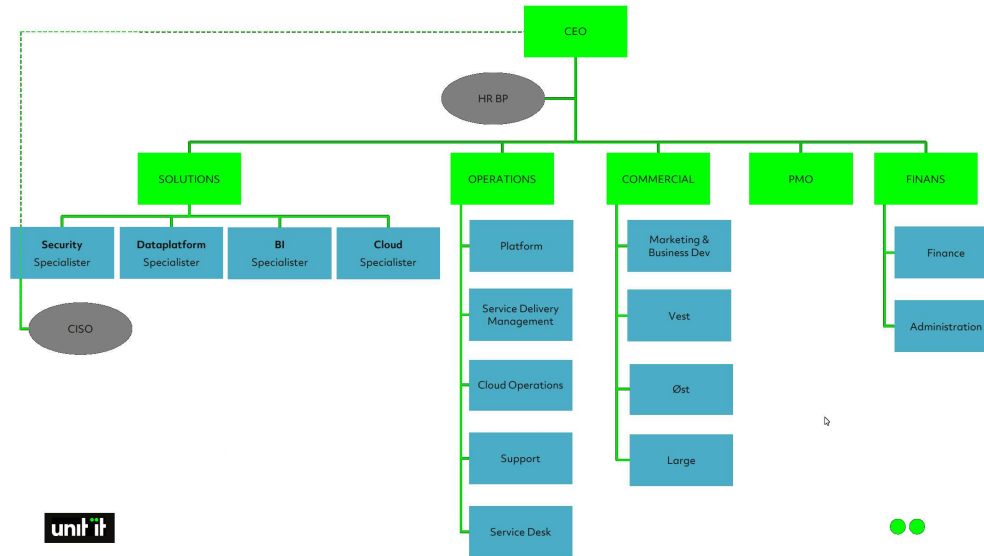 CEO
HR BP
SOLUTIONS
OPERATIONS
COMMERCIAL
PMO
FINANS
Security
Specialister
Dataplatform
Specialister
BI
Specialister
Cloud
Specialister
CISO
Platform
Service Delivery
Management
Cloud Operations
Support
Service Desk
Marketing &
Business Dev
Vest
Øst
Large
Finance
Administration
unit it